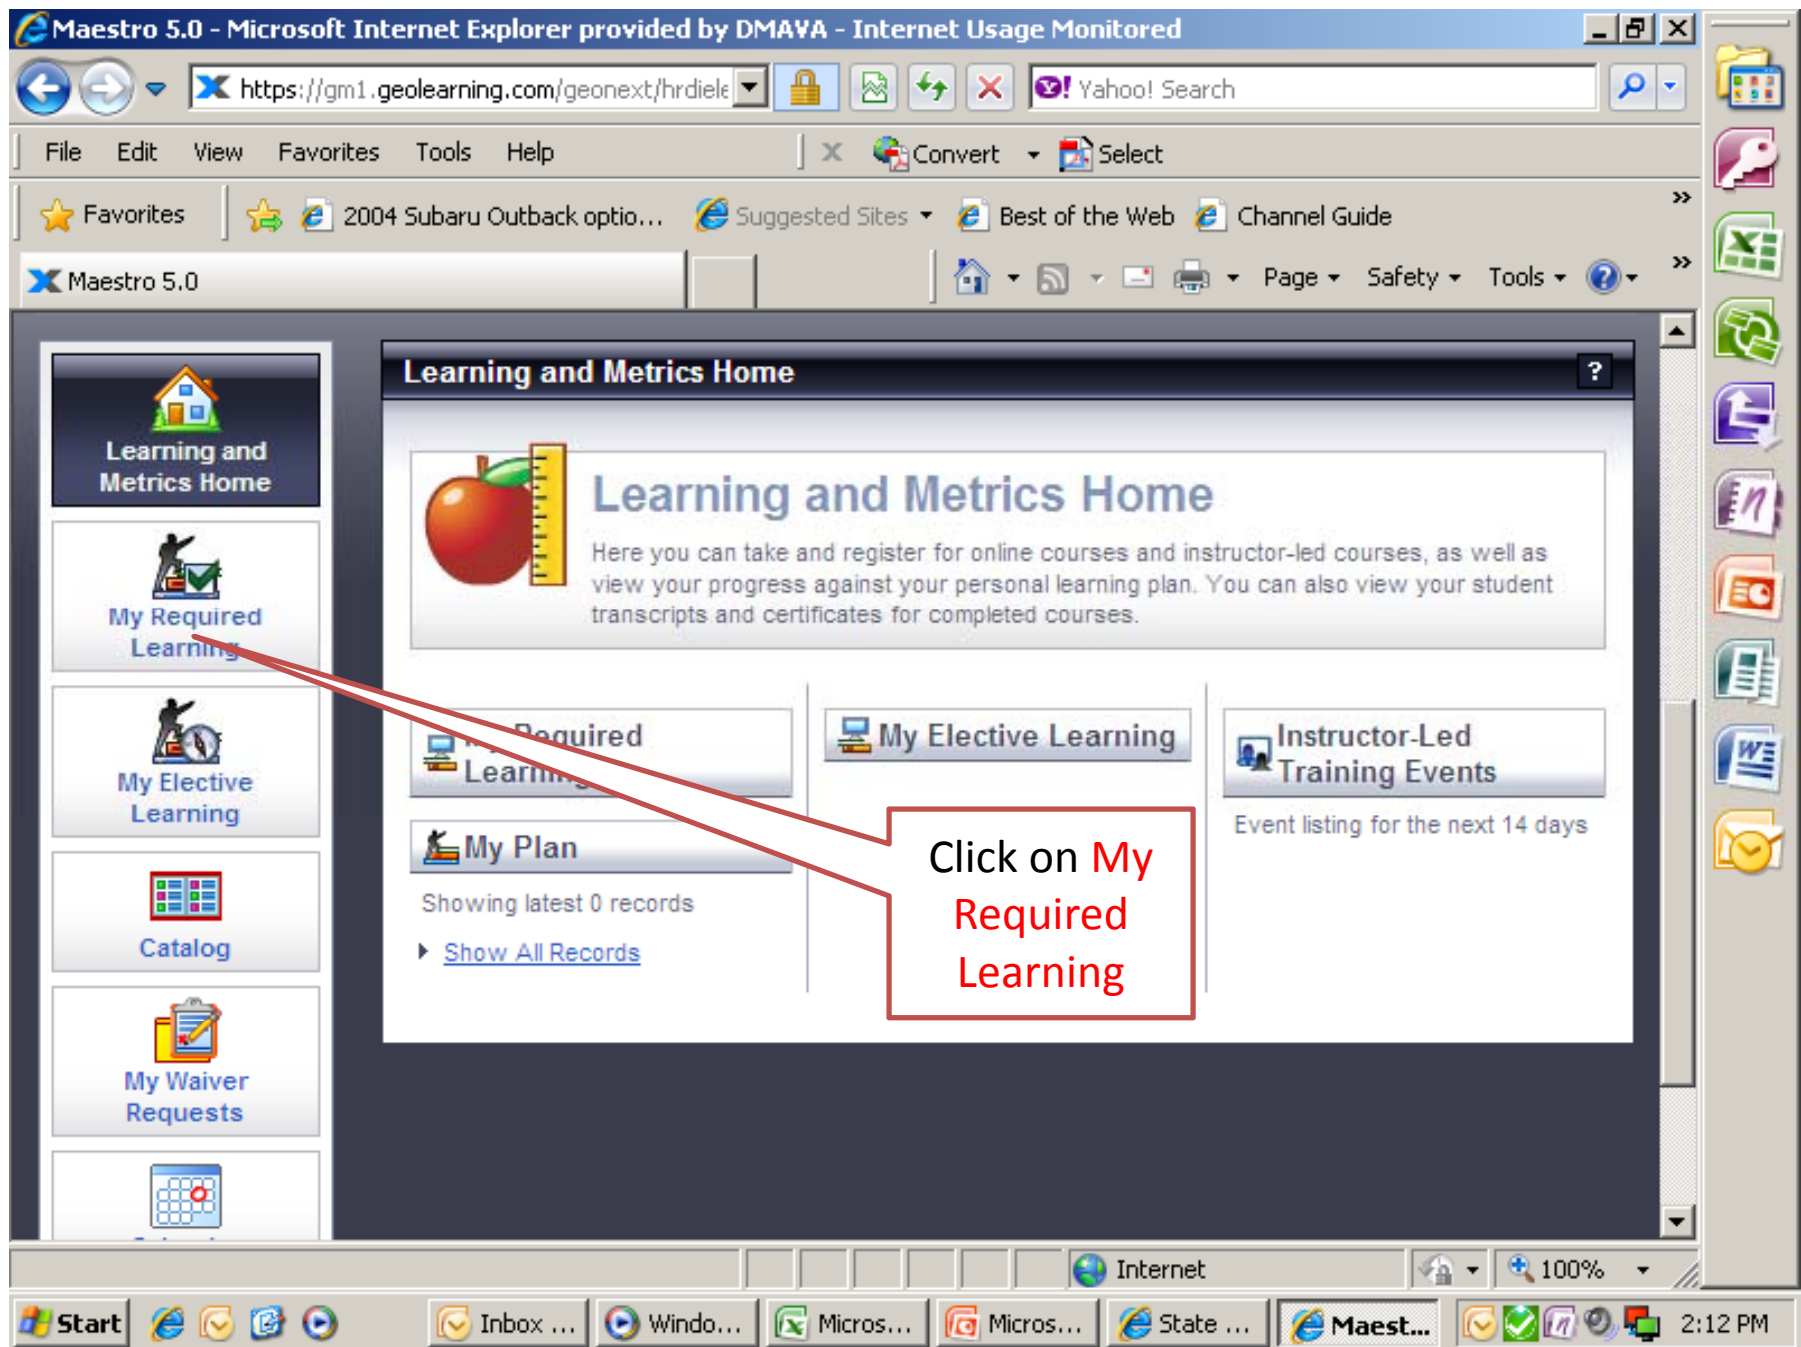 Maestro 5.0 - Microsoft Internet Explorer provided by DMAVA - Internet Usage Monitored
https://gm1.geolearning.com/geonext/hrdiele
Yahoo! Search
File Edit View Favorites Tools Help
Convert
Select
Favorites
2004 Subaru Outback optio...
Suggested Sites
Best of the Web
Channel Guide
Maestro 5.0
Page
Safety
Tools
Learning and
Metrics Home
My Required
Learning
My Elective
Learning
Catalog
My Waiver
Requests
Learning and Metrics Home
?
Learning and Metrics Home
Here you can take and register for online courses and instructor-led courses, as well as
view your progress against your personal learning plan. You can also view your student
transcripts and certificates for completed courses.
My Required
Learning
My Plan
Showing latest 0 records
Show All Records
My Elective Learning
Instructor-Led
Training Events
Event listing for the next 14 days
Click on My
Required
Learning
Internet
100%
Start
Inbox ...
Windo...
Micros...
Micros...
State ...
Maest...
2:12 PM